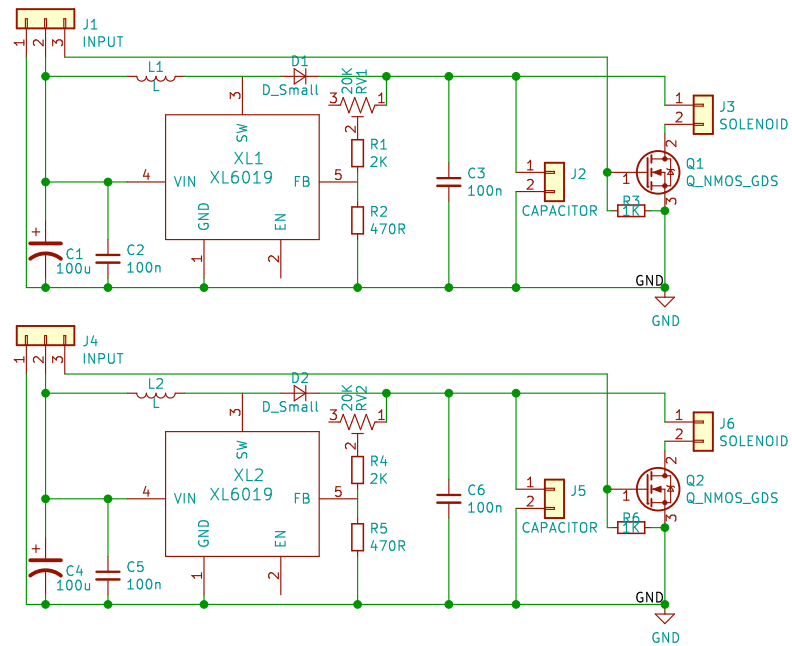 J1
INPUT
1 2 3
L1
L
D1
D_Small
20K
RV1
3 1
2
3
SW
XL1
XL6019
4 VIN
FB 5
GND
EN
1
2
R1
2K
R2
470R
C1
100u
+
C2
100n
C3
100n
1
2
J2
CAPACITOR
1
2
J3
SOLENOID
2
Q1
Q_NMOS_GDS
1
3
R3
1K
GND
GND
J4
INPUT
1 2 3
L2
L
D2
D_Small
20K
RV2
3 1
2
3
SW
XL2
XL6019
4 VIN
FB 5
GND
EN
1
2
R4
2K
R5
470R
C4
100u
+
C5
100n
C6
100n
1
2
J5
CAPACITOR
1
2
J6
SOLENOID
2
Q2
Q_NMOS_GDS
1
3
R6
1K
GND
GND